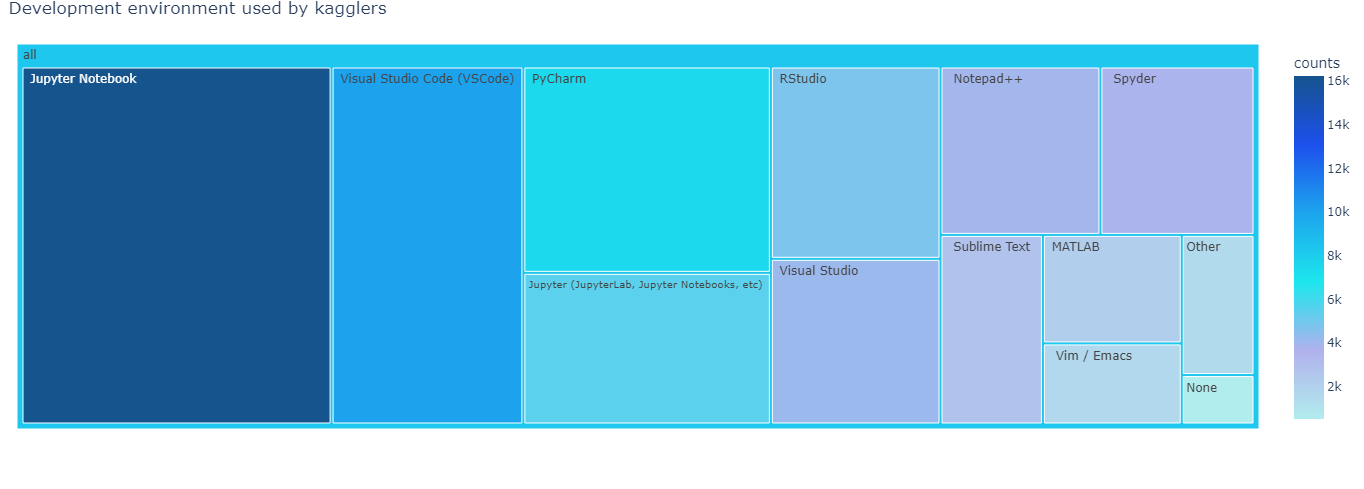 Development environment used by kagglers
all
Jupyter Notebook
Visual Studio Code (VSCode)
PyCharm
RStudio
Notepad++
Spyder
Jupyter (JupyterLab, Jupyter Notebooks, etc)
Visual Studio
Sublime Text
MATLAB
Other
Vim / Emacs
None
counts
16k
14k
12k
10k
8k
6k
4k
2k